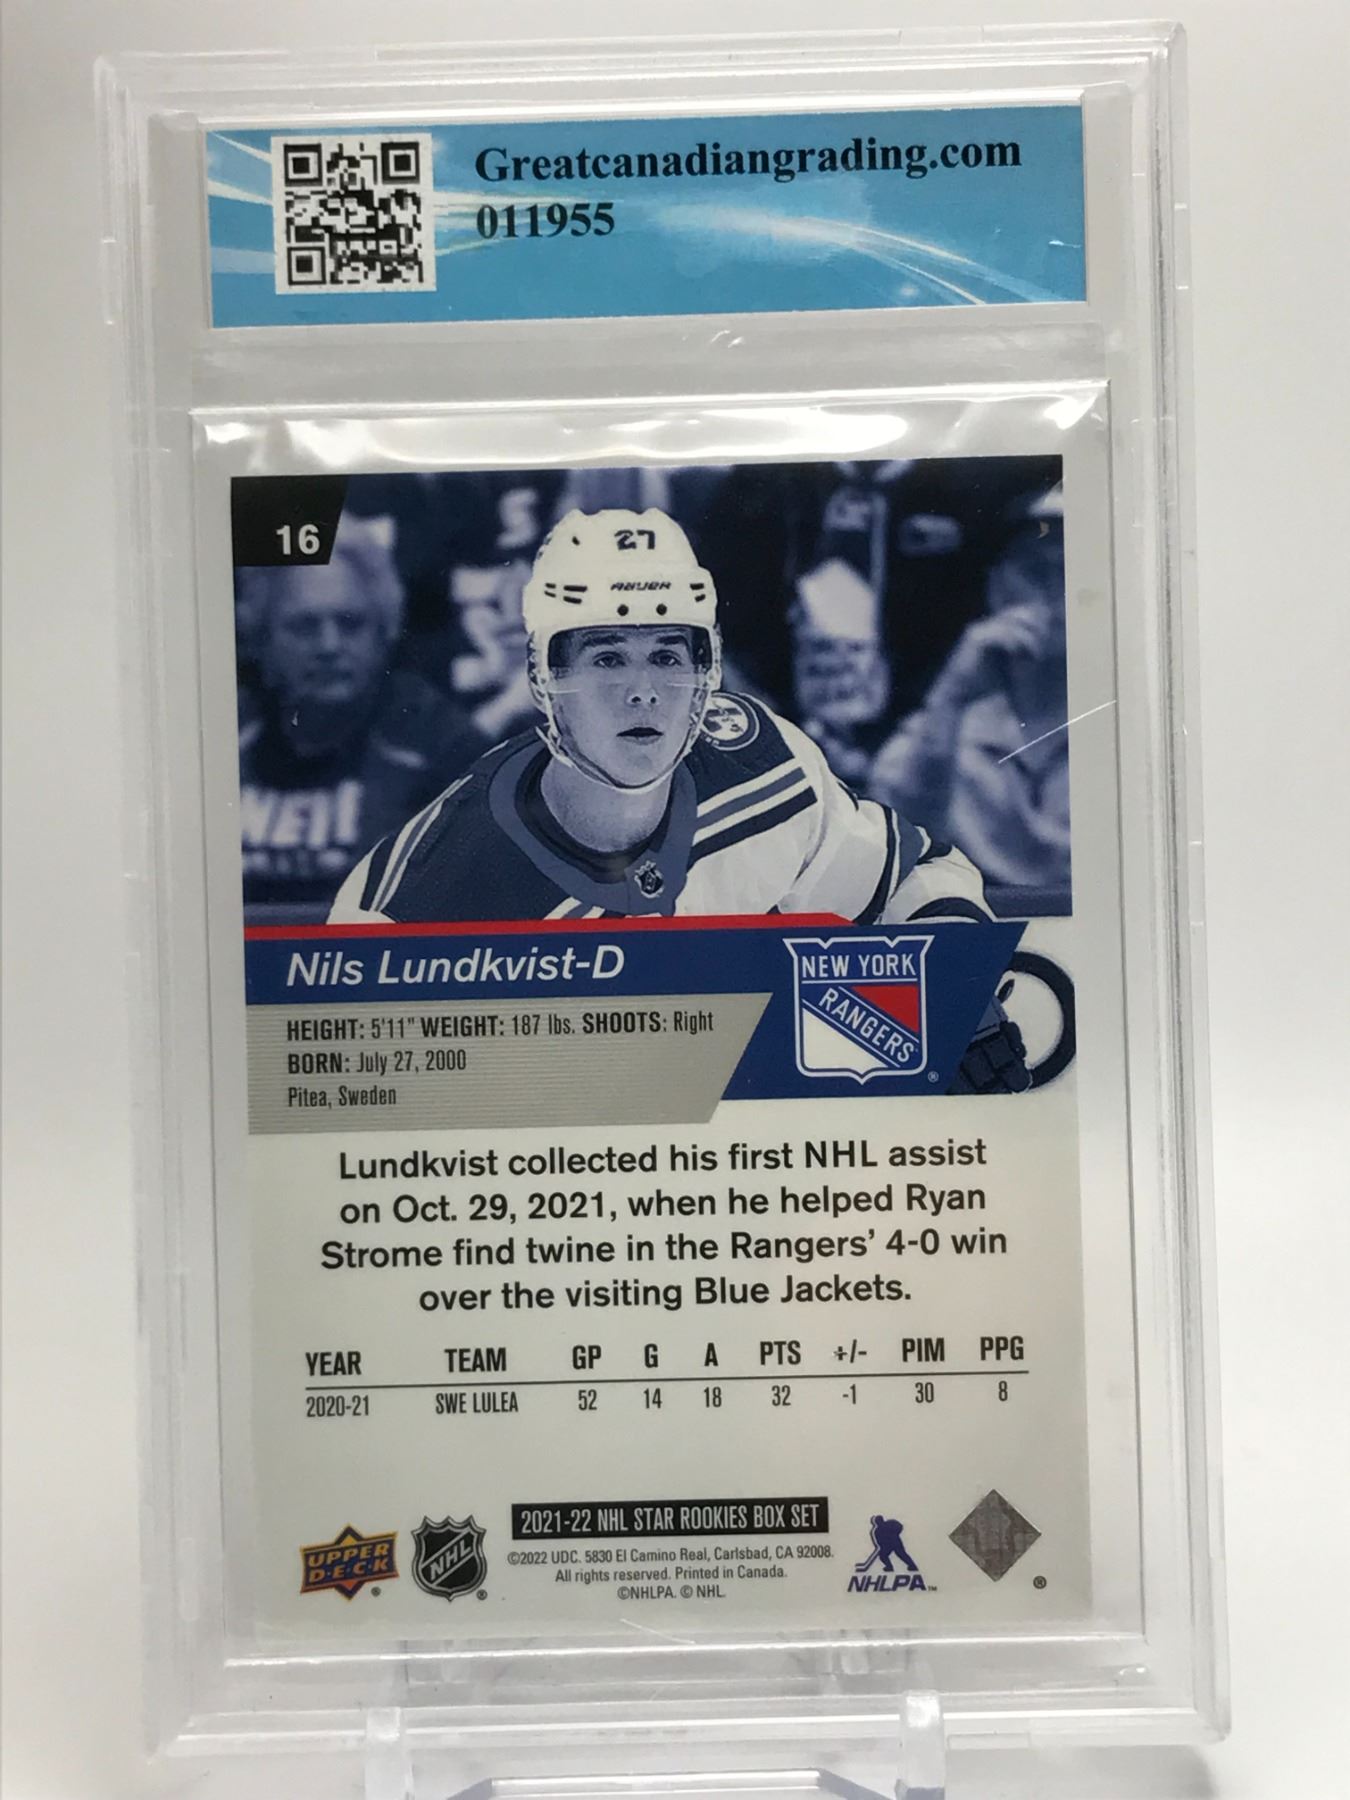 Greatcanadiangrading.com
011955
16
27
BAUER
Nils Lundkvist-D
NEW YORK
RANGERS
®
HEIGHT: 5'11" WEIGHT: 187 lbs. SHOOTS: Right
BORN: July 27, 2000
Pitea, Sweden
Lundkvist collected his first NHL assist
on Oct. 29, 2021, when he helped Ryan
Strome find twine in the Rangers' 4-0 win
over the visiting Blue Jackets.
YEAR TEAM GP G A PTS +/- PIM PPG
2020-21 SWE LULEA 52 14 18 32 -1 30 8
2021-22 NHL STAR ROOKIES BOX SET
©2022 UDC. 5830 El Camino Real, Carlsbad, CA 92008.
All rights reserved. Printed in Canada.
©NHLPA. © NHL.
UPPER
D·E·C·K
®
NHL
®
NHLPA™
®